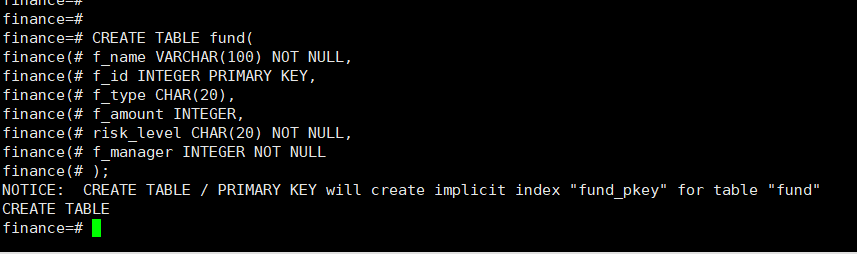 finance=#
finance=#
finance=# CREATE TABLE fund(
finance(# f_name VARCHAR(100) NOT NULL,
finance(# f_id INTEGER PRIMARY KEY,
finance(# f_type CHAR(20),
finance(# f_amount INTEGER,
finance(# risk_level CHAR(20) NOT NULL,
finance(# f_manager INTEGER NOT NULL
finance(# );
NOTICE:  CREATE TABLE / PRIMARY KEY will create implicit index "fund_pkey" for table "fund"
CREATE TABLE
finance=#